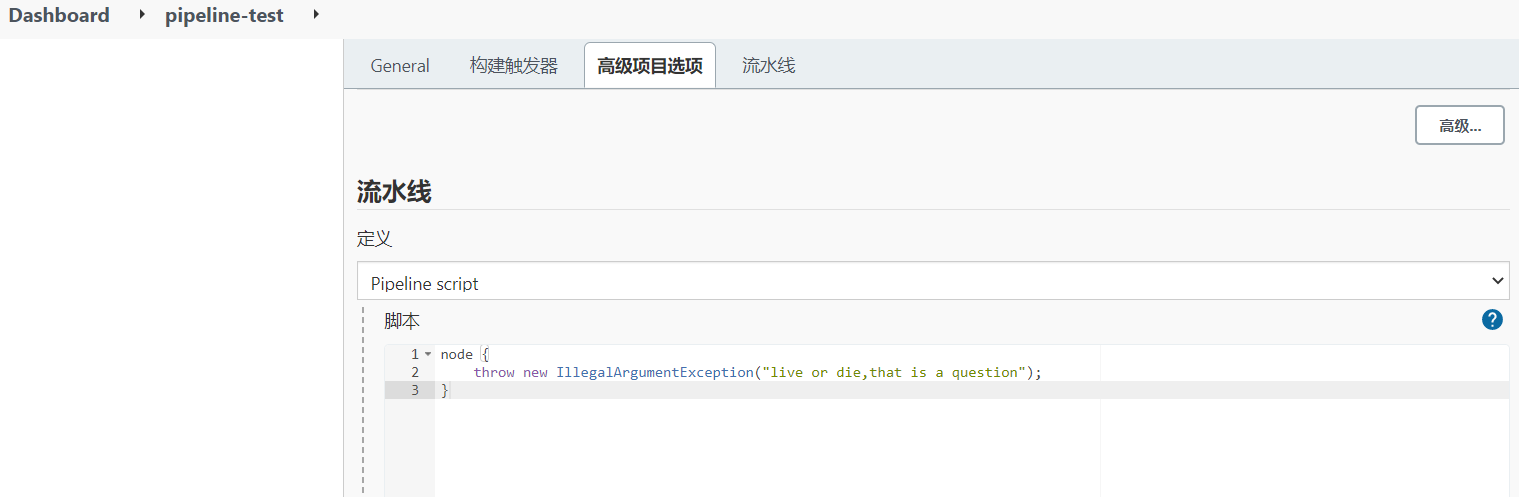 Dashboard pipeline-test
General 构建触发器 高级项目选项 流水线
高级...
流水线
定义
Pipeline script
脚本
?
1 node {
2 throw new IllegalArgumentException("live or die,that is a question");
3 }